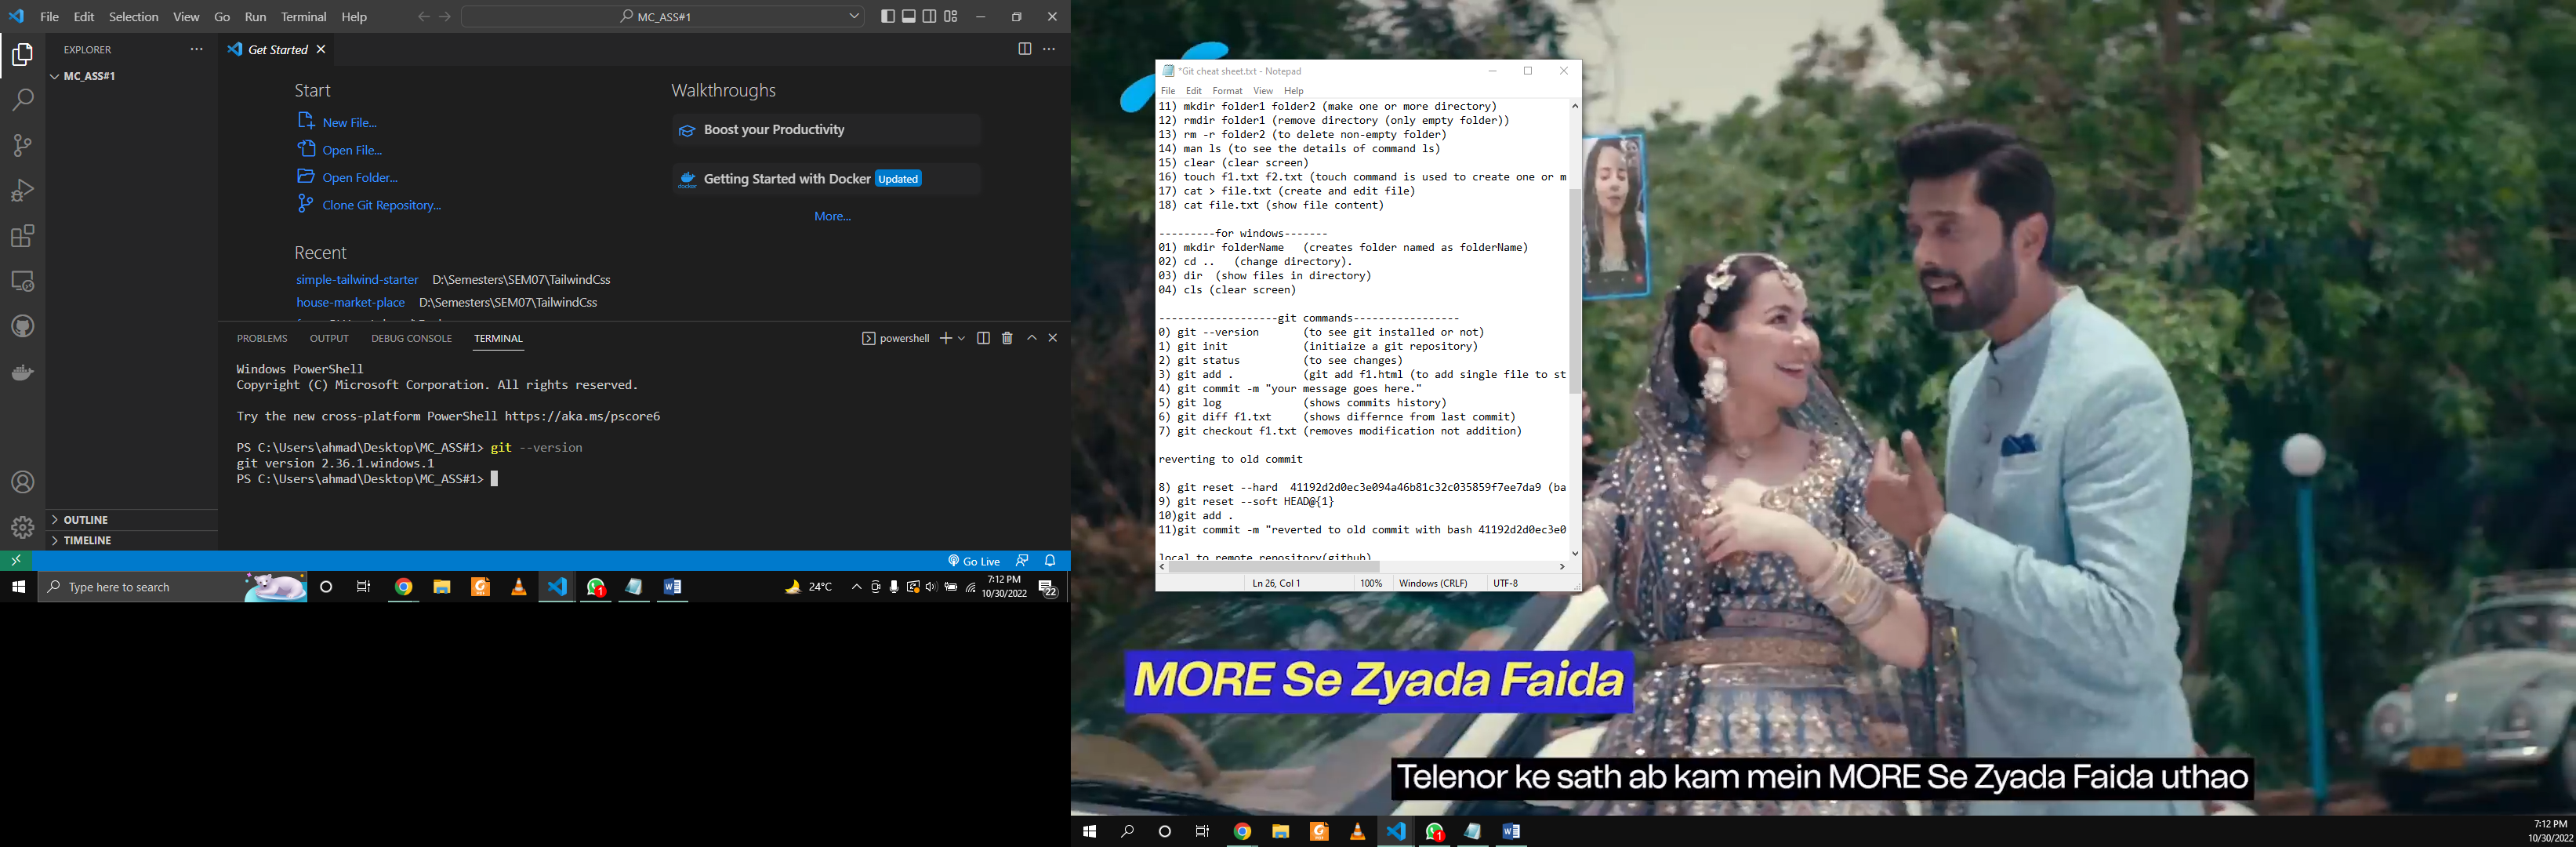 File Edit Selection View Go Run Terminal Help
MC_ASS#1
EXPLORER
MC_ASS#1
Get Started
Start
New File...
Open File...
Open Folder...
Clone Git Repository...
Recent
simple-tailwind-starter D:\Semesters\SEM07\TailwindCss
house-market-place D:\Semesters\SEM07\TailwindCss
Walkthroughs
Boost your Productivity
Getting Started with Docker Updated
More...
PROBLEMS OUTPUT DEBUG CONSOLE TERMINAL
powershell
Windows PowerShell
Copyright (C) Microsoft Corporation. All rights reserved.
Try the new cross-platform PowerShell https://aka.ms/pscore6
PS C:\Users\ahmad\Desktop\MC_ASS#1> git --version
git version 2.36.1.windows.1
PS C:\Users\ahmad\Desktop\MC_ASS#1>
OUTLINE
TIMELINE
Go Live
Type here to search
24°C
7:12 PM
10/30/2022
22
*Git cheat sheet.txt - Notepad
File Edit Format View Help
11) mkdir folder1 folder2 (make one or more directory)
12) rmdir folder1 (remove directory (only empty folder))
13) rm -r folder2 (to delete non-empty folder)
14) man ls (to see the details of command ls)
15) clear (clear screen)
16) touch f1.txt f2.txt (touch command is used to create one or m
17) cat > file.txt (create and edit file)
18) cat file.txt (show file content)
---------for windows-------
01) mkdir folderName (creates folder named as folderName)
02) cd .. (change directory).
03) dir (show files in directory)
04) cls (clear screen)
------------------git commands-----------------
0) git --version (to see git installed or not)
1) git init (initiaize a git repository)
2) git status (to see changes)
3) git add . (git add f1.html (to add single file to st
4) git commit -m "your message goes here."
5) git log (shows commits history)
6) git diff f1.txt (shows differnce from last commit)
7) git checkout f1.txt (removes modification not addition)
reverting to old commit
8) git reset --hard 41192d2d0ec3e094a46b81c32c035859f7ee7da9 (ba
9) git reset --soft HEAD@{1}
10)git add .
11)git commit -m "reverted to old commit with bash 41192d2d0ec3e0
local to remote repository(github)
Ln 26, Col 1 100% Windows (CRLF) UTF-8
MORE Se Zyada Faida
Telenor ke sath ab kam mein MORE Se Zyada Faida uthao
7:12 PM
10/30/2022